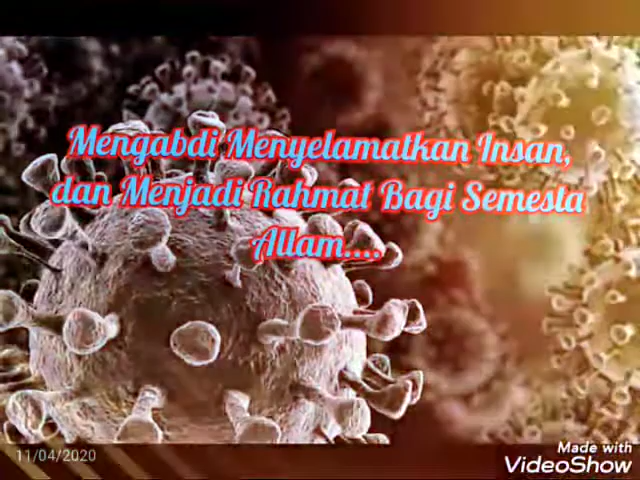 Mengabdi Menyelamatkan Insan,
dan Menjadi Rahmat Bagi Semesta
Allam....
11/04/2020
Made with
VideoShow